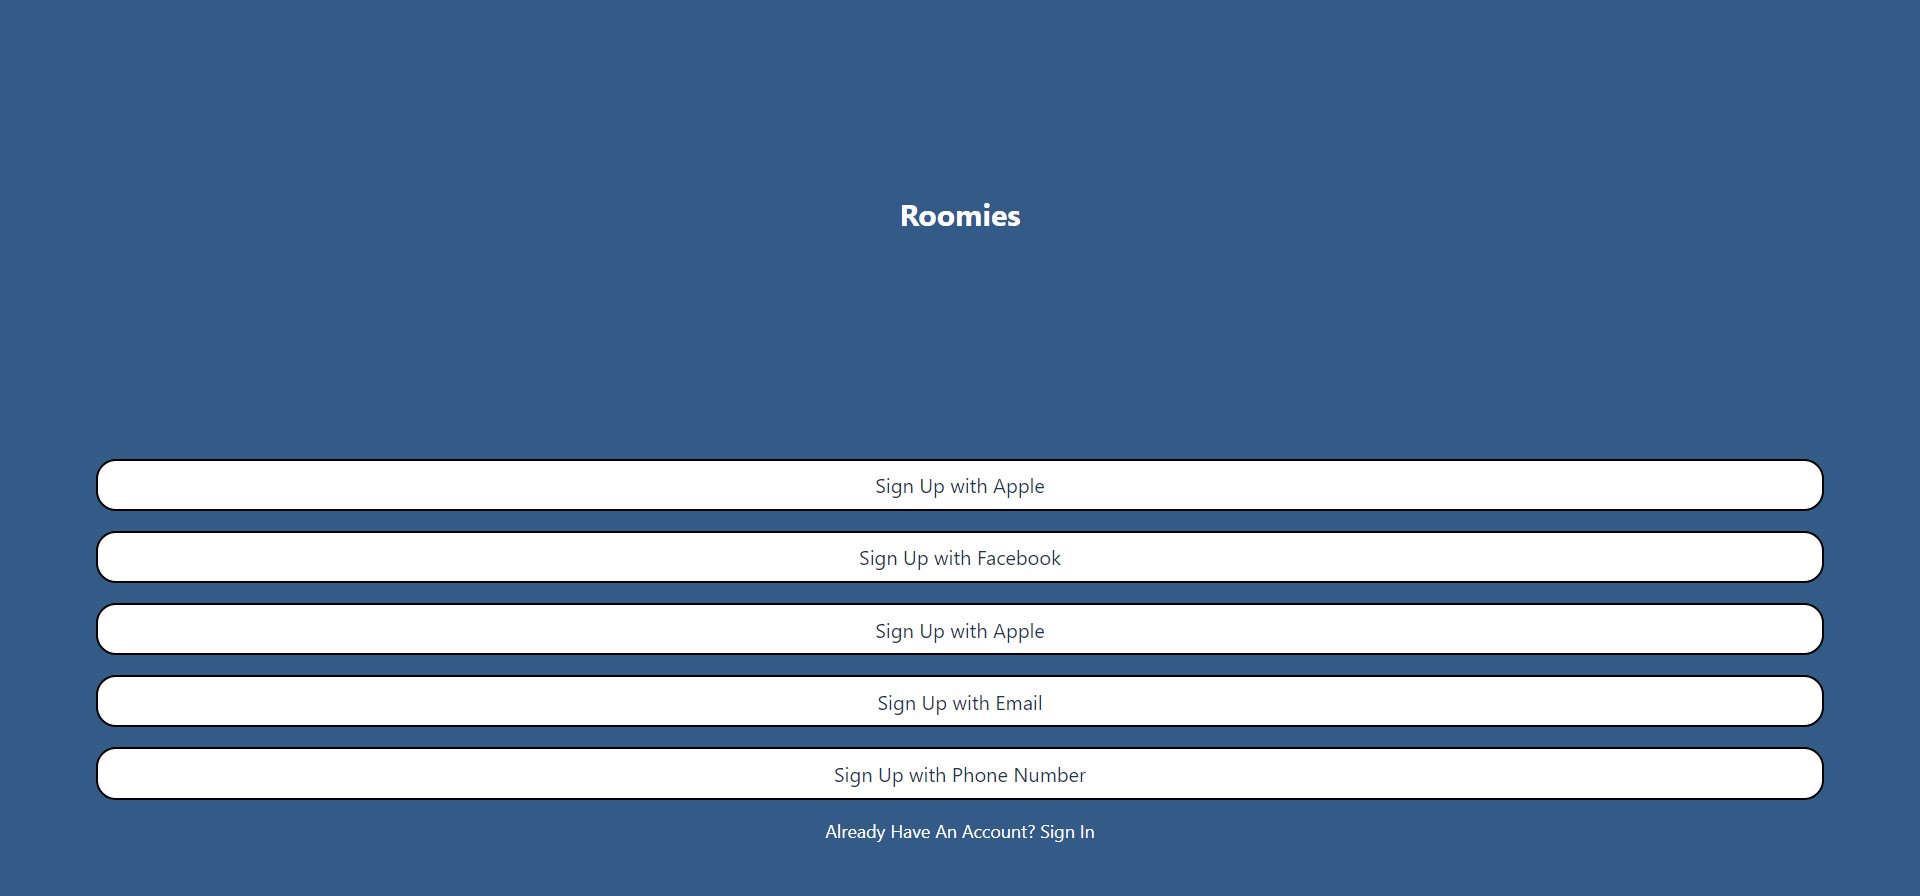 Roomies
Sign Up with Apple
Sign Up with Facebook
Sign Up with Apple
Sign Up with Email
Sign Up with Phone Number
Already Have An Account? Sign In